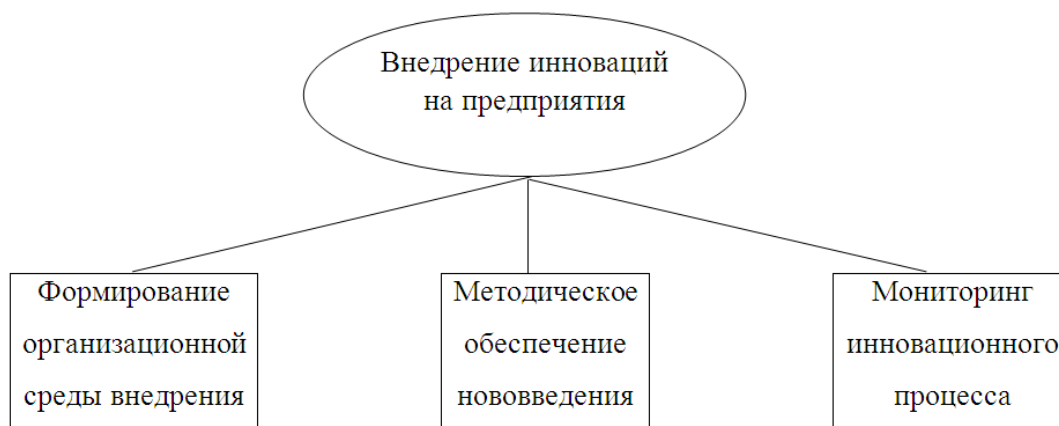 Внедрение инноваций
на предприятия
Формирование
организационной
среды внедрения
Методическое
обеспечение
нововведения
Мониторинг
инновационного
процесса